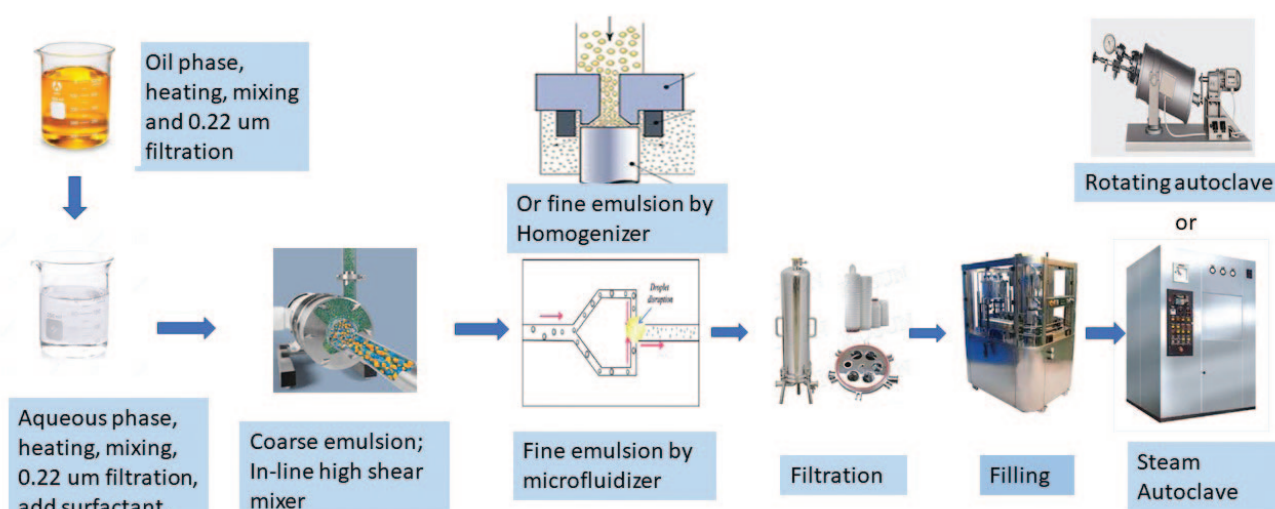 Oil phase,
heating, mixing
and 0.22 um
filtration
Aqueous phase,
heating, mixing,
0.22 um filtration,
add surfactant
Coarse emulsion;
In-line high shear
mixer
Or fine emulsion by
Homogenizer
Droplet
disruption
Fine emulsion by
microfluidizer
Filtration
Filling
Rotating autoclave
or
Steam
Autoclave